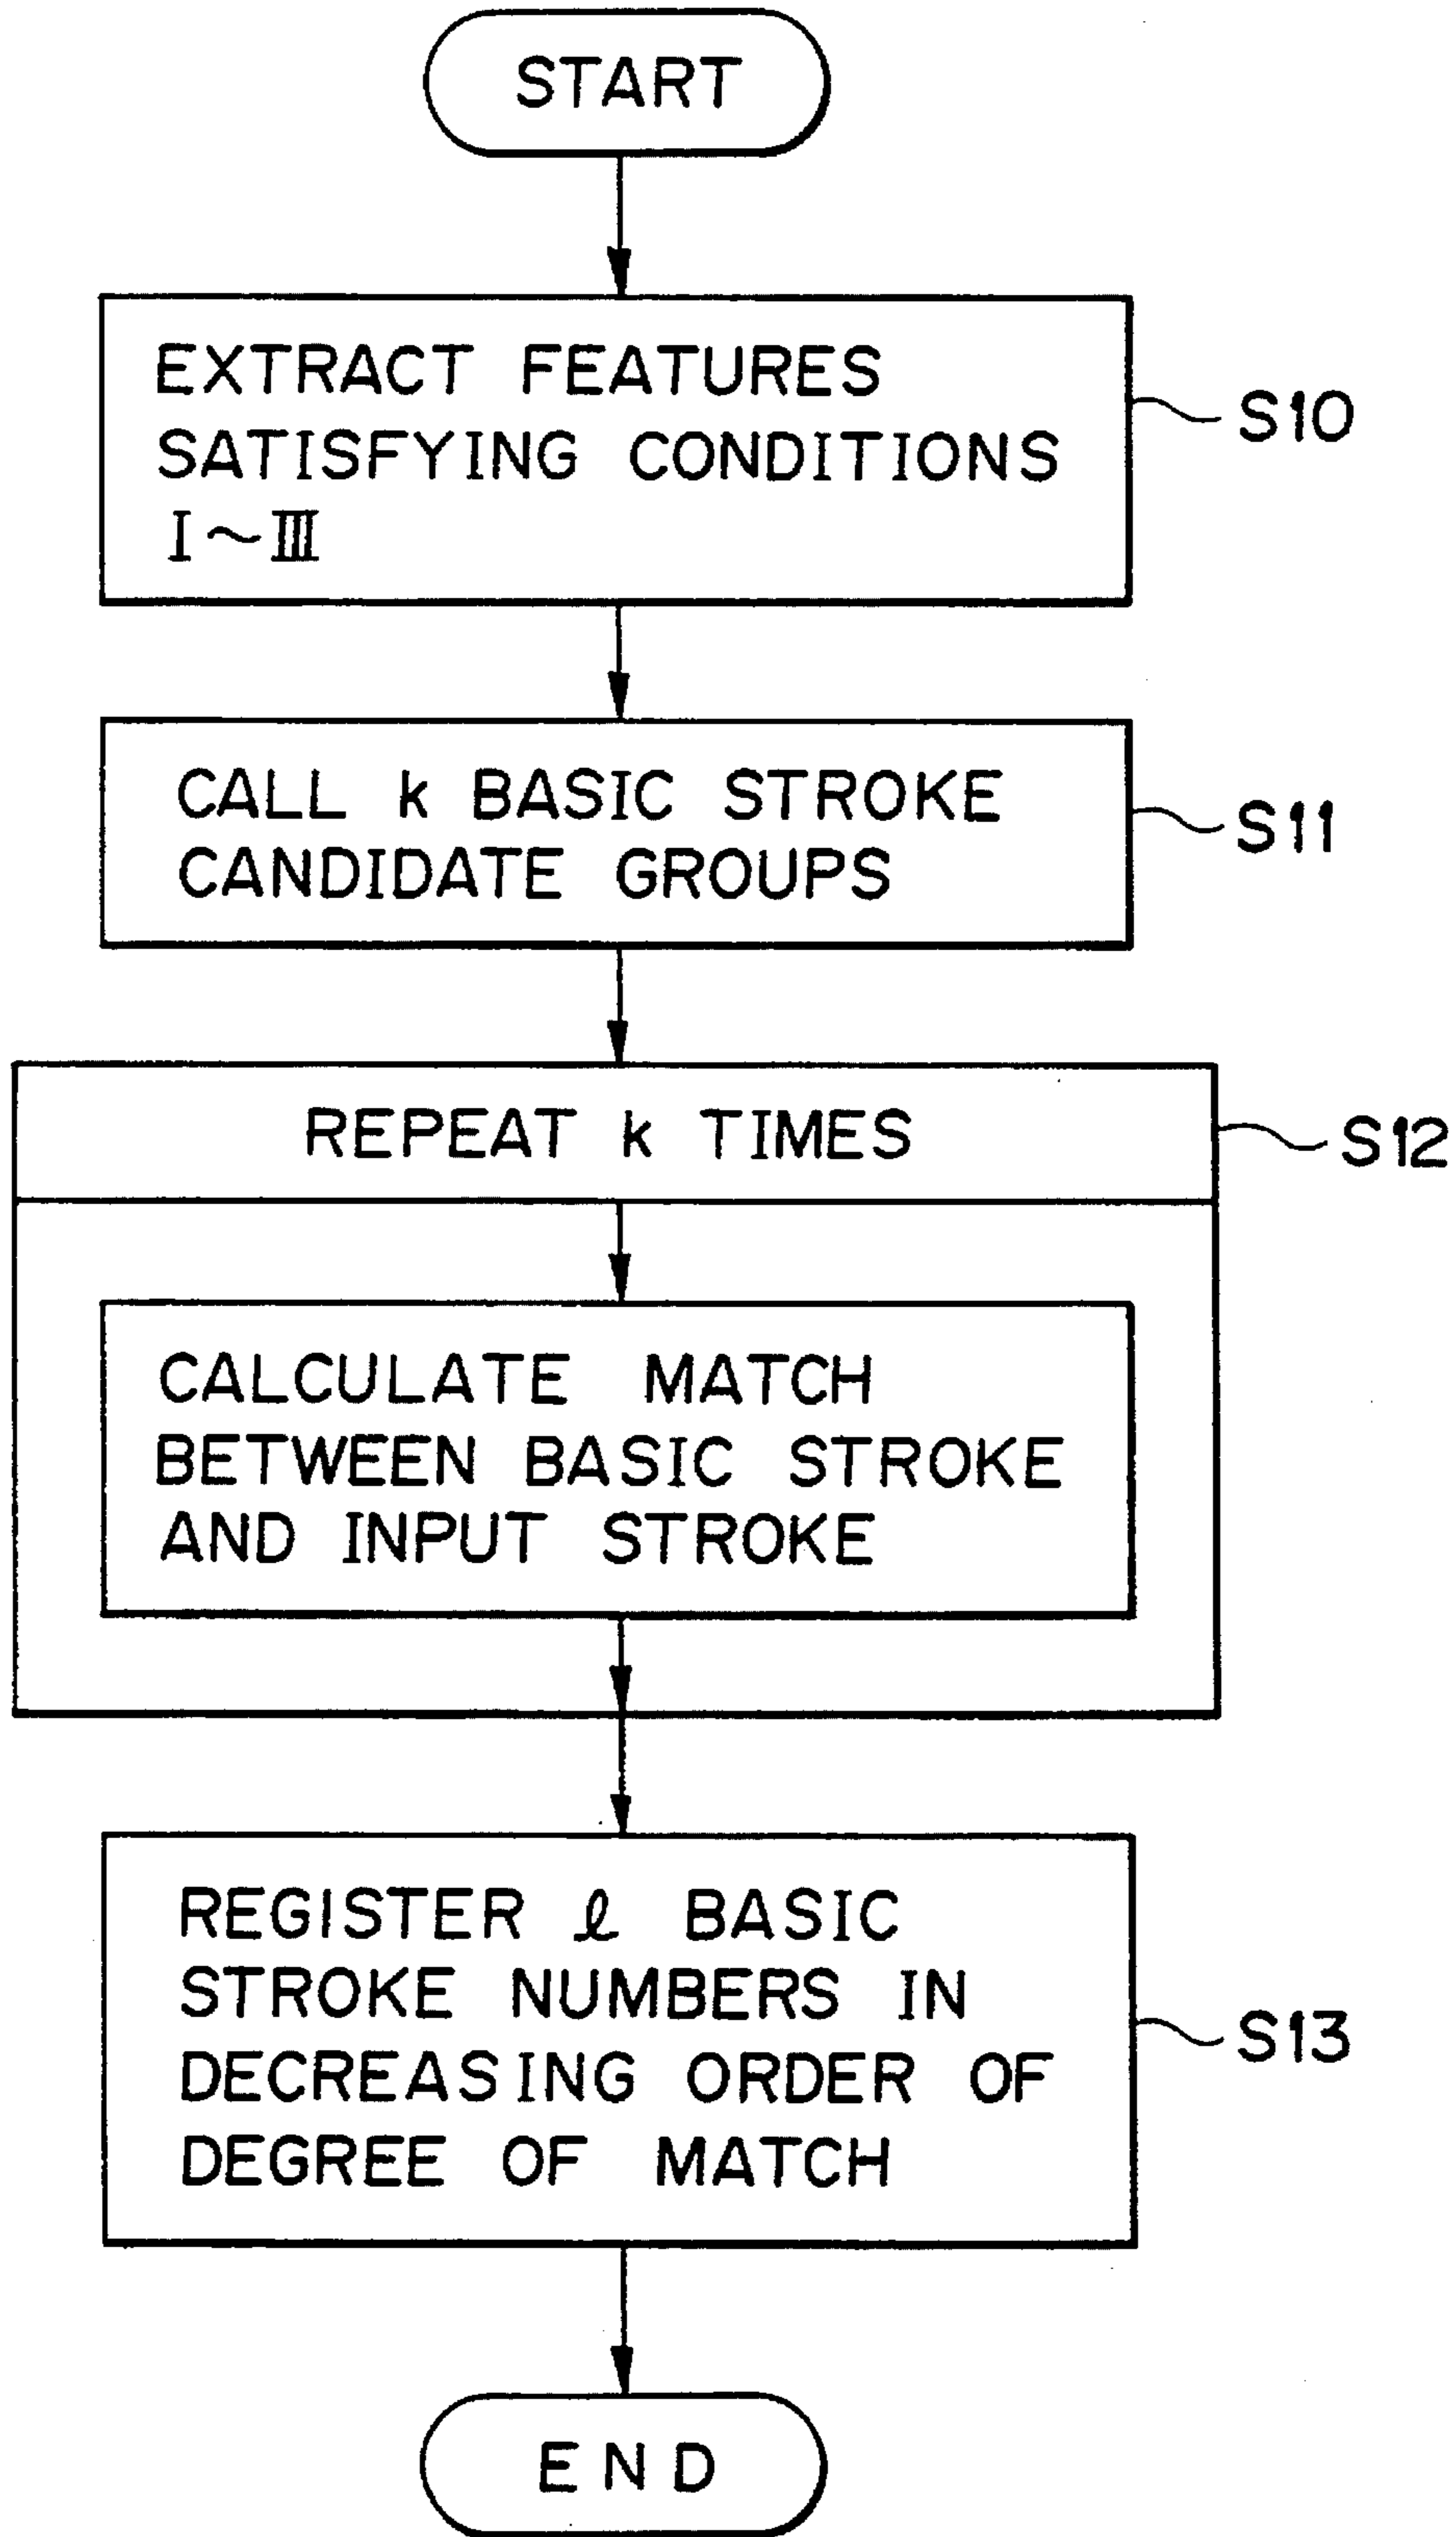 START
EXTRACT FEATURES
SATISFYING CONDITIONS
I~III
S10
CALL k BASIC STROKE
CANDIDATE GROUPS
S11
REPEAT k TIMES
S12
CALCULATE MATCH
BETWEEN BASIC STROKE
AND INPUT STROKE
REGISTER ℓ BASIC
STROKE NUMBERS IN
DECREASING ORDER OF
DEGREE OF MATCH
S13
END